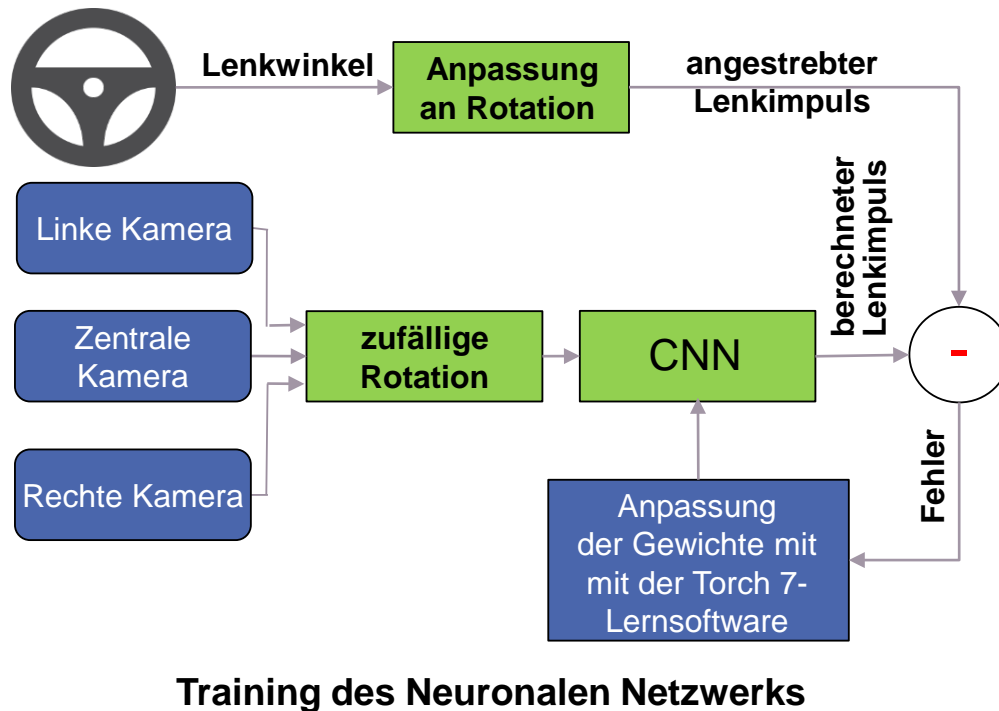 Lenkwinkel
Anpassung
an Rotation
angestrebter
Lenkimpuls
Linke Kamera
Zentrale
Kamera
Rechte Kamera
zufällige
Rotation
CNN
berechneter
Lenkimpuls
-
Fehler
Anpassung
der Gewichte mit
mit der Torch 7-
Lernsoftware
Training des Neuronalen Netzwerks